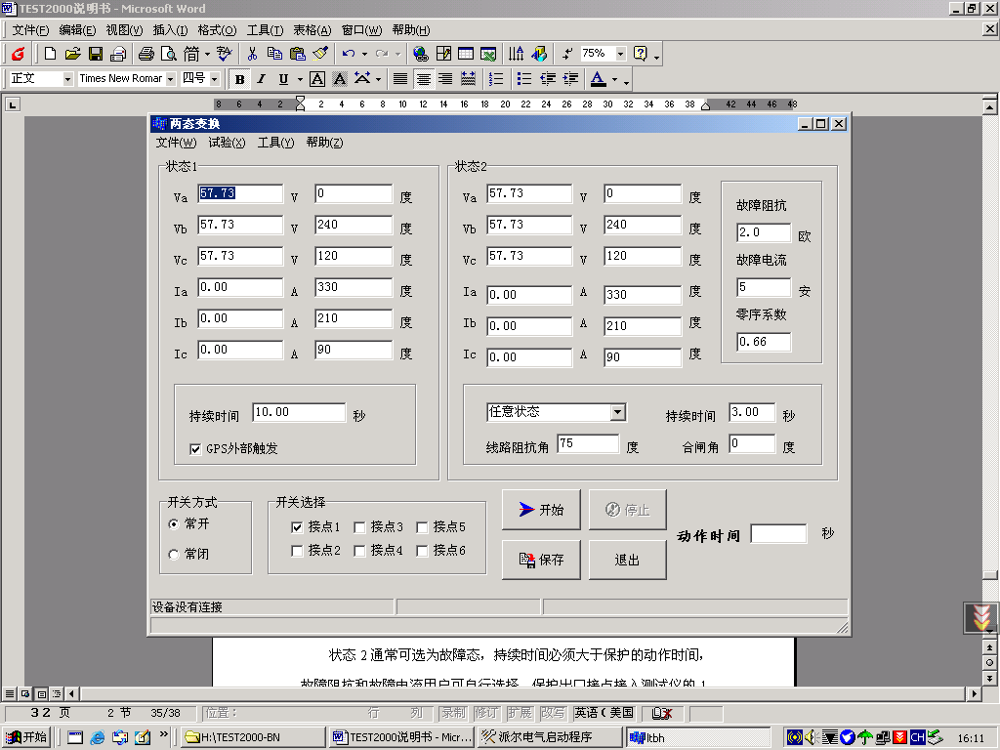 TEST2000说明书 - Microsoft Word
文件(F) 编辑(E) 视图(V) 插入(I) 格式(O) 工具(T) 表格(A) 窗口(W) 帮助(H)
简 75%
正文 Times New Romar 四号 B I U A A A
8 6 4 2 2 4 6 8 10 12 14 16 18 20 22 24 26 28 30 32 34 36 38 42 44 46 48
两态变换
文件(W) 试验(X) 工具(Y) 帮助(Z)
状态1
Va 57.73 V 0 度
Vb 57.73 V 240 度
Vc 57.73 V 120 度
Ia 0.00 A 330 度
Ib 0.00 A 210 度
Ic 0.00 A 90 度
持续时间 10.00 秒
GPS外部触发
状态2
Va 57.73 V 0 度
Vb 57.73 V 240 度
Vc 57.73 V 120 度
Ia 0.00 A 330 度
Ib 0.00 A 210 度
Ic 0.00 A 90 度
故障阻抗
2.0 欧
故障电流
5 安
零序系数
0.66
任意状态 持续时间 3.00 秒
线路阻抗角 75 度 合闸角 0 度
开关方式
常开
常闭
开关选择
接点1 接点3 接点5
接点2 接点4 接点6
开始 停止
保存 退出
动作时间 秒
设备没有连接
状态 2 通常可选为故障态，持续时间必须大于保护的动作时间，
故障阻抗和故障电流用户可自行选择。保护出口接点接入测试仪的 1
32 页 2 节 35/38 位置: 行 列 录制 修订 扩展 改写 英语(美国
开始 » H:\TEST2000-BN TEST2000说明书 - Micr... 派尔电气启动程序 ltbh CH 16:11